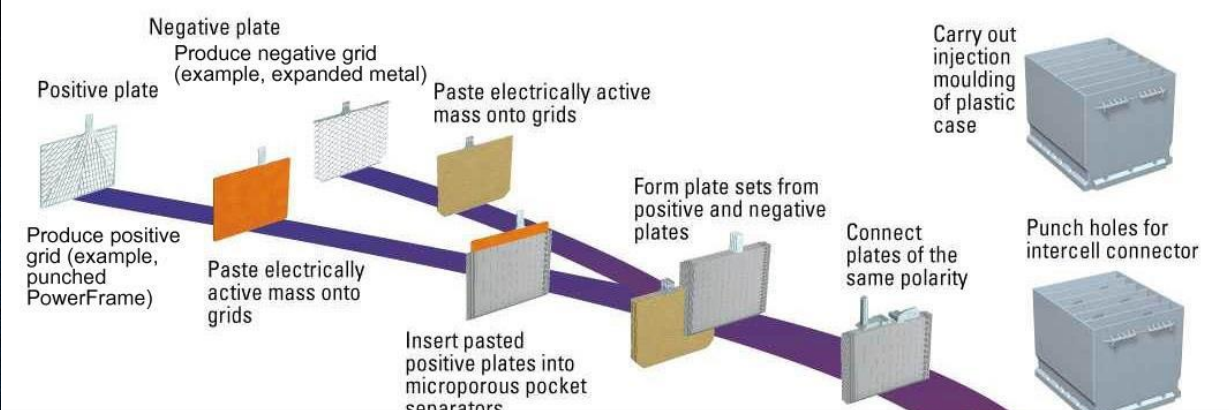 Negative plate
Produce negative grid
(example, expanded metal)
Positive plate
Paste electrically active
mass onto grids
Carry out
injection
moulding
of plastic
case
Form plate sets from
positive and negative
plates
Produce positive
grid (example,
punched
PowerFrame)
Paste electrically
active mass onto
grids
Connect
plates of the
same polarity
Punch holes for
intercell connector
Insert pasted
positive plates into
microporous pocket
separators